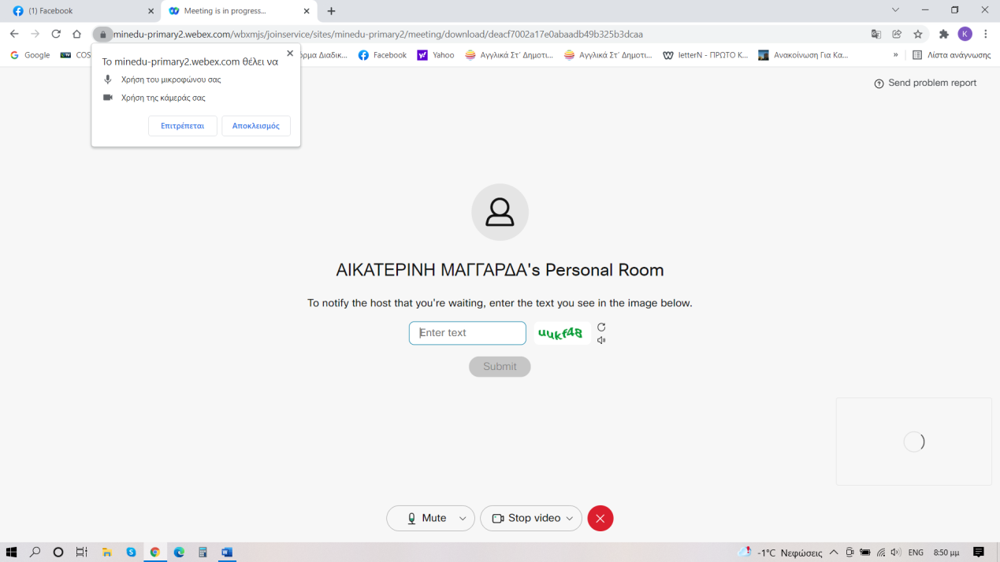 (1) Facebook
Meeting is in progress...
minedu-primary2.webex.com/wbxmjs/joinservice/sites/minedu-primary2/meeting/download/deacf7002a17e0abaadb49b325b3dcaa
K
Google
COS
όρμα Διαδικ...
Facebook
Yahoo
Αγγλικά Στ΄ Δημοτι...
Αγγλικά Στ΄ Δημοτι...
letterN - ΠΡΩΤΟ Κ...
Ανακοίνωση Για Κα...
»
Λίστα ανάγνωσης
Το minedu-primary2.webex.com θέλει να
Χρήση του μικροφώνου σας
Χρήση της κάμεράς σας
Επιτρέπεται
Αποκλεισμός
Send problem report
ΑΙΚΑΤΕΡΙΝΗ ΜΑΓΓΑΡΔΑ's Personal Room
To notify the host that you're waiting, enter the text you see in the image below.
Enter text
uukf48
Submit
Mute
Stop video
-1°C Νεφώσεις
ENG
8:50 μμ